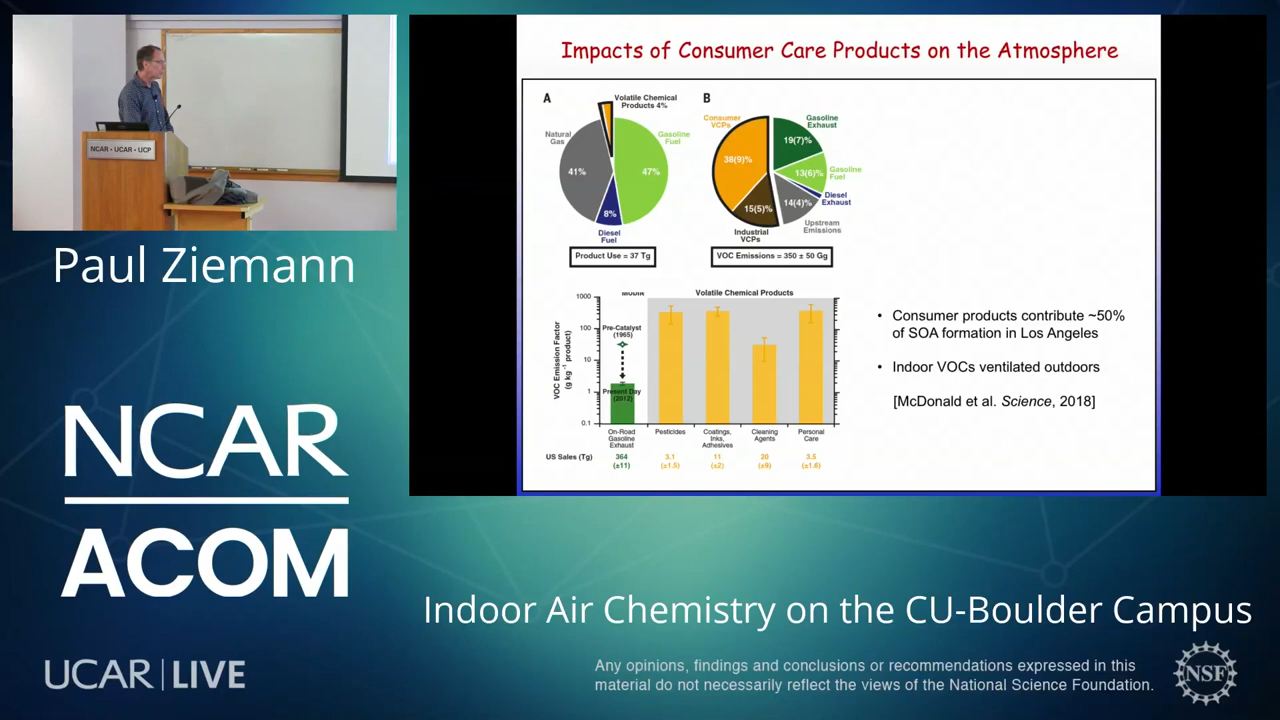 NCAR • UCAR • UCP
Paul Ziemann
NCAR
ACOM
UCAR | LIVE
Impacts of Consumer Care Products on the Atmosphere
A
Volatile Chemical
Products 4%
Natural
Gas
Gasoline
Fuel
41%
47%
8%
Diesel
Fuel
Product Use = 37 Tg
B
Consumer
VCPs
Gasoline
Exhaust
19(7)%
38(9)%
13(6)%
Gasoline
Fuel
Diesel
Exhaust
14(4)%
15(5)%
Upstream
Emissions
Industrial
VCPs
VOC Emissions = 350 ± 50 Gg
Volatile Chemical Products
VOC Emission Factor
(g kg⁻¹ product)
1000
100
10
1
0.1
Pre-Catalyst
(1965)
Present Day
(2012)
On-Road
Gasoline
Exhaust
Pesticides
Coatings,
Inks,
Adhesives
Cleaning
Agents
Personal
Care
US Sales (Tg)
364
(±11)
3.1
(±1.5)
11
(±2)
20
(±9)
3.5
(±1.6)
• Consumer products contribute ~50%
of SOA formation in Los Angeles
• Indoor VOCs ventilated outdoors
[McDonald et al. Science, 2018]
Indoor Air Chemistry on the CU-Boulder Campus
Any opinions, findings and conclusions or recommendations expressed in this
material do not necessarily reflect the views of the National Science Foundation.
NSF